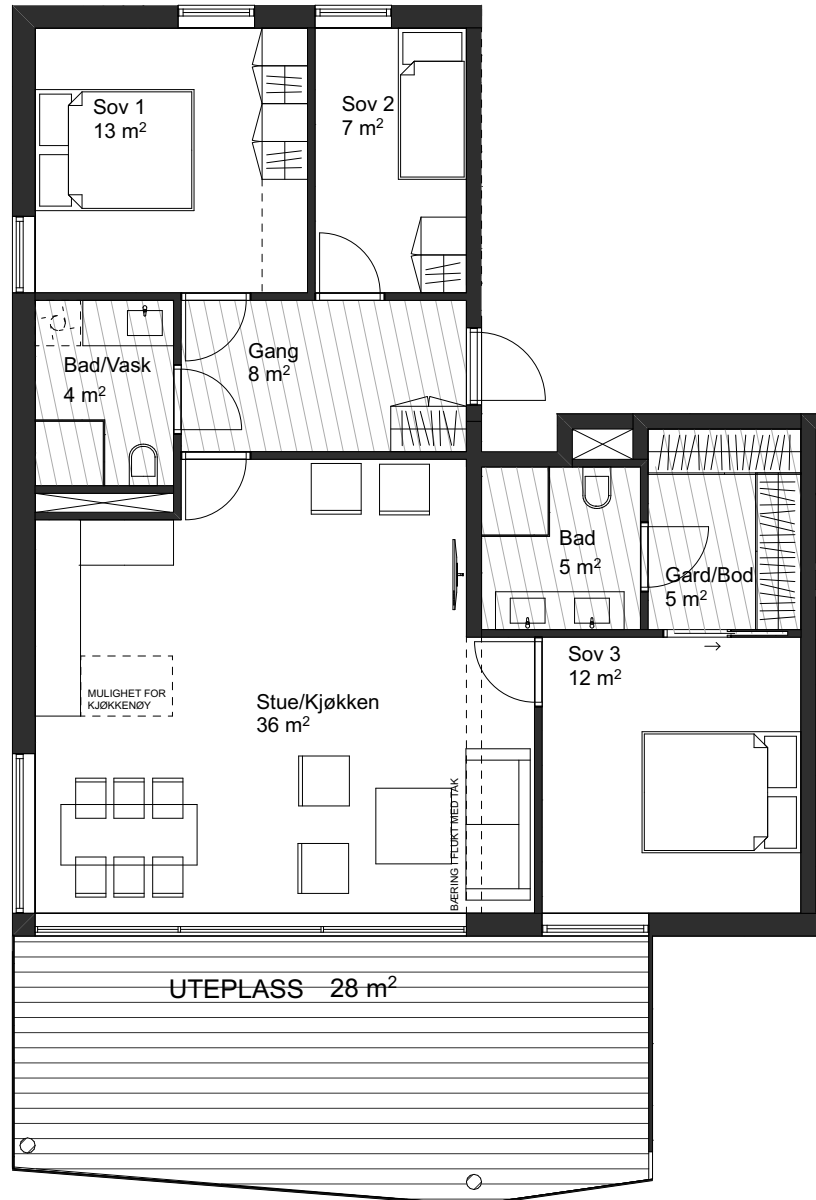 Sov 1
13 m²
Sov 2
7 m²
Gang
8 m²
Bad/Vask
4 m²
Bad
5 m²
Gard/Bod
5 m²
Sov 3
12 m²
MULIGHET FOR
KJØKKENØY
Stue/Kjøkken
36 m²
BÆRING I FLUKT MED TAK
UTEPLASS 28 m²